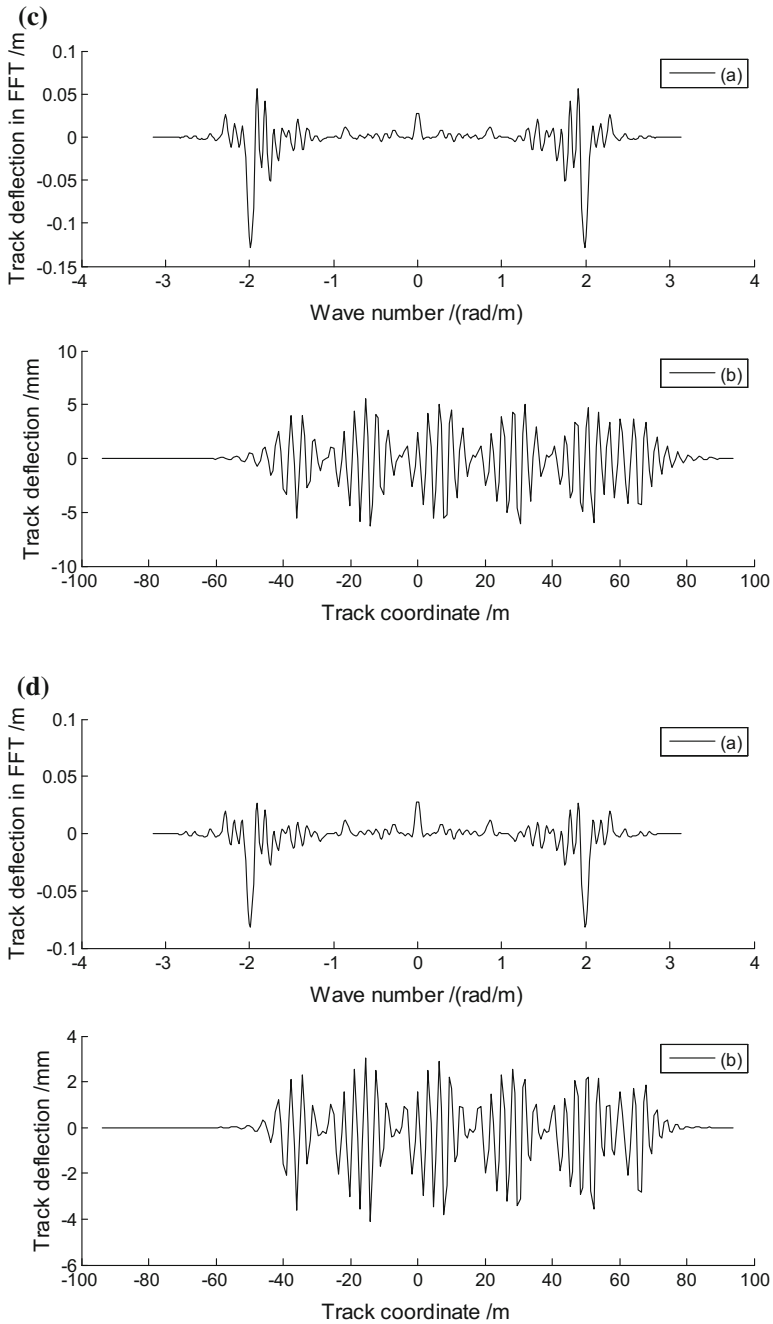 (c)
Track deflection in FFT /m
0.1
0.05
0
-0.05
-0.1
-0.15
(a)
-4 -3 -2 -1 0 1 2 3 4
Wave number /(rad/m)
Track deflection /mm
10
5
0
-5
-10
(b)
-100 -80 -60 -40 -20 0 20 40 60 80 100
Track coordinate /m
(d)
Track deflection in FFT /m
0.1
0.05
0
-0.05
-0.1
(a)
-4 -3 -2 -1 0 1 2 3 4
Wave number /(rad/m)
Track deflection /mm
4
2
0
-2
-4
-6
(b)
-100 -80 -60 -40 -20 0 20 40 60 80 100
Track coordinate /m